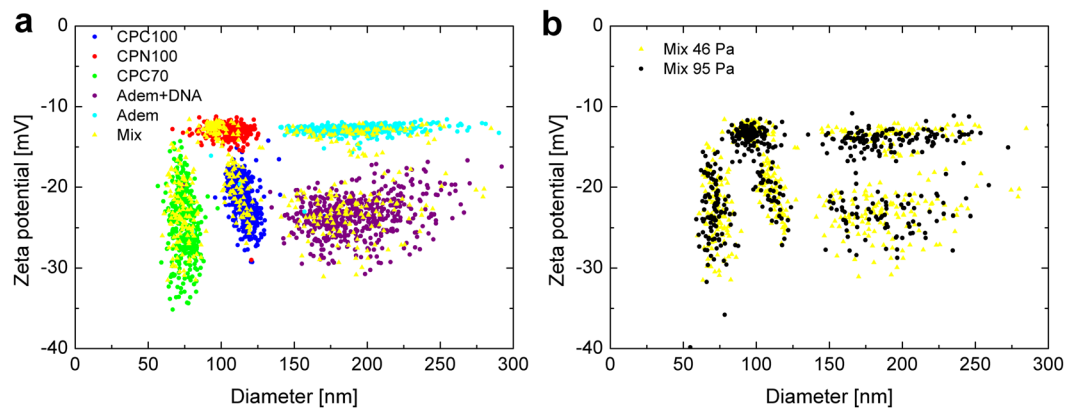 a
CPC100
CPN100
CPC70
Adem+DNA
Adem
Mix
0
-10
-20
-30
-40
Zeta potential [mV]
0 50 100 150 200 250 300
Diameter [nm]
b
Mix 46 Pa
Mix 95 Pa
0
-10
-20
-30
-40
Zeta potential [mV]
0 50 100 150 200 250 300
Diameter [nm]